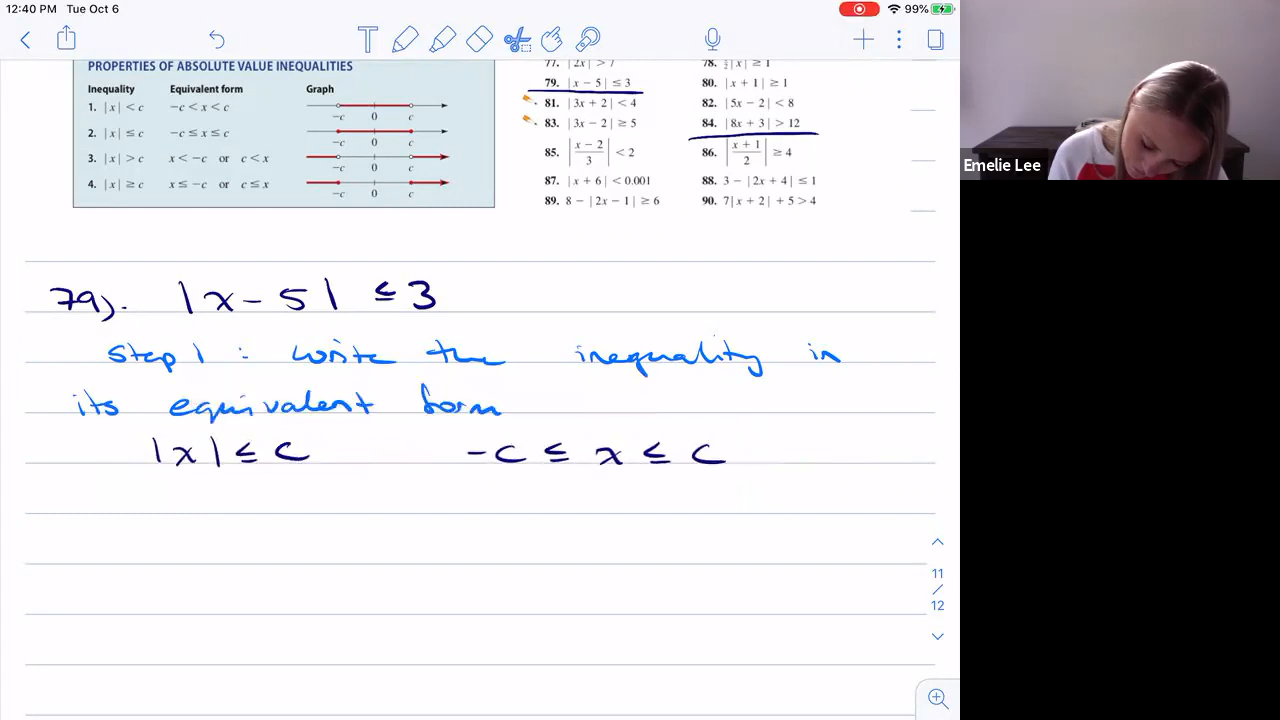 12:40 PM Tue Oct 6
99%
PROPERTIES OF ABSOLUTE VALUE INEQUALITIES
Inequality Equivalent form Graph
1. |x| < c −c < x < c −c 0 c
2. |x| ≤ c −c ≤ x ≤ c −c 0 c
3. |x| > c x < −c or c < x −c 0 c
4. |x| ≥ c x ≤ −c or c ≤ x −c 0 c
79. |x − 5| ≤ 3 80. |x + 1| ≥ 1
81. |3x + 2| < 4 82. |5x − 2| < 8
83. |3x − 2| ≥ 5 84. |8x + 3| > 12
85. |(x − 2)/3| < 2 86. |(x + 1)/2| ≥ 4
87. |x + 6| < 0.001 88. 3 − |2x + 4| ≤ 1
89. 8 − |2x − 1| ≥ 6 90. 7|x + 2| + 5 > 4
Emelie Lee
79). |x − 5| ≤ 3
Step 1 : write the inequality in
its equivalent form
|x| ≤ c −c ≤ x ≤ c
11
/
12